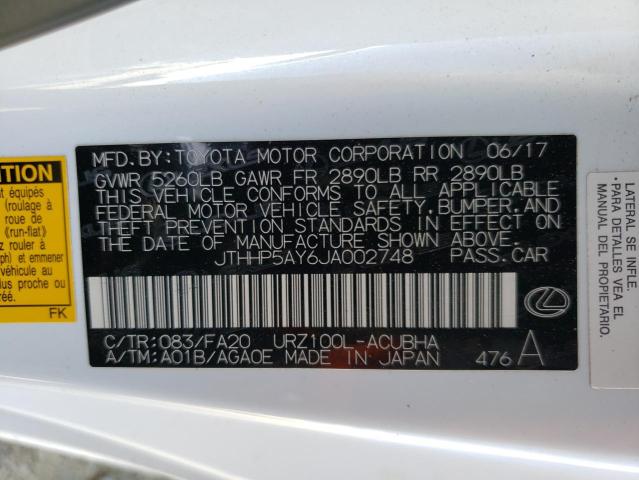 MFD. BY: TOYOTA MOTOR CORPORATION 06/17
GVWR 5260LB GAWR FR 2890LB RR 2890LB
THIS VEHICLE CONFORMS TO ALL APPLICABLE
FEDERAL MOTOR VEHICLE SAFETY, BUMPER, AND
THEFT PREVENTION STANDARDS IN EFFECT ON
THE DATE OF MANUFACTURE SHOWN ABOVE.
JTHHP5AY6JA002748 PASS. CAR
C/TR: 083/FA20 URZ100L-ACUBHA
A/TM: A01B/AGA0E MADE IN JAPAN 476 A
TION
nt équipés
(roulage à
«run-flat»)
ez rouler à
ph) et emmener
véhicule au
e plus proche
aré.
FK
LATERAL SE INFLE.
•PARA DETALLES, VEA EL
MANUAL DEL PROPIETARIO.